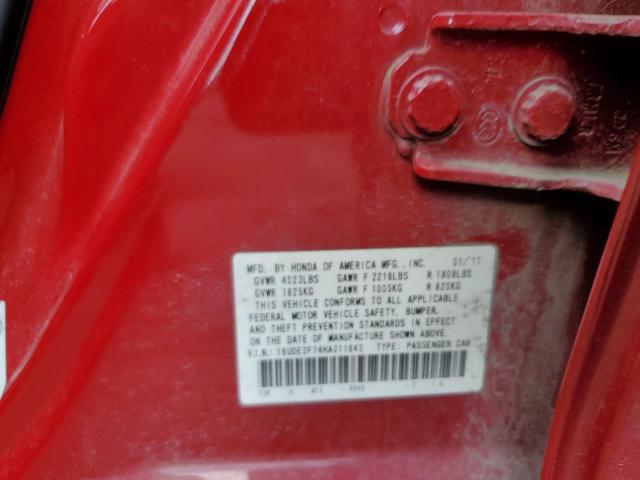 MFD. BY HONDA OF AMERICA MFG., INC. 01/17
GVWR 4023LBS GAWR F 2216LBS R 1808LBS
GVWR 1825KG GAWR F 1005KG R 820KG
THIS VEHICLE CONFORMS TO ALL APPLICABLE
FEDERAL MOTOR VEHICLE SAFETY, BUMPER,
AND THEFT PREVENTION STANDARDS IN EFFECT
ON THE DATE OF MANUFACTURE SHOWN ABOVE.
V.I.N.: 19UDE2F74HA011643 TYPE: PASSENGER CAR